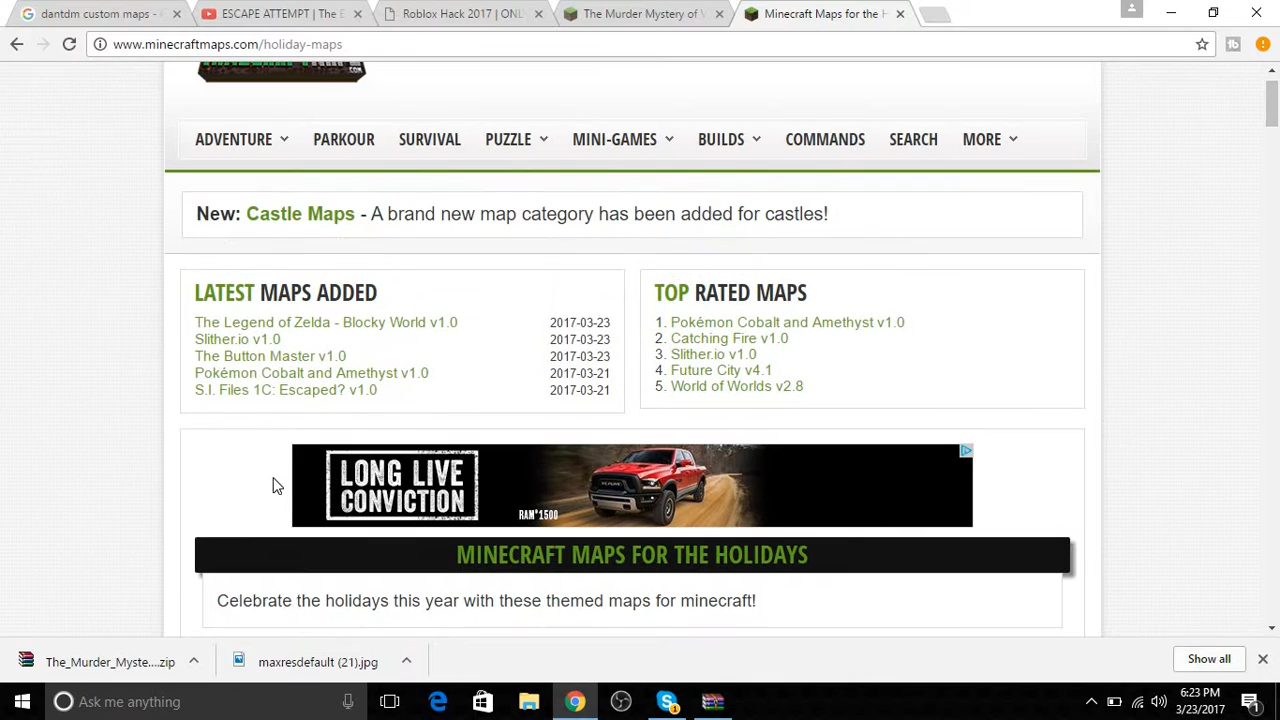 dantdm custom maps -
ESCAPE ATTEMPT | The E
Roblox Hack 2017 | ONL
The Murder Mystery of V
Minecraft Maps for the H
www.minecraftmaps.com/holiday-maps
.COM
ADVENTURE PARKOUR SURVIVAL PUZZLE MINI-GAMES BUILDS COMMANDS SEARCH MORE
New: Castle Maps - A brand new map category has been added for castles!
LATEST MAPS ADDED
The Legend of Zelda - Blocky World v1.0 2017-03-23
Slither.io v1.0 2017-03-23
The Button Master v1.0 2017-03-23
Pokémon Cobalt and Amethyst v1.0 2017-03-21
S.I. Files 1C: Escaped? v1.0 2017-03-21
TOP RATED MAPS
1. Pokémon Cobalt and Amethyst v1.0
2. Catching Fire v1.0
3. Slither.io v1.0
4. Future City v4.1
5. World of Worlds v2.8
LONG LIVE
CONVICTION
RAM 1500
MINECRAFT MAPS FOR THE HOLIDAYS
Celebrate the holidays this year with these themed maps for minecraft!
The_Murder_Myste....zip
maxresdefault (21).jpg
Show all
Ask me anything
6:23 PM
3/23/2017